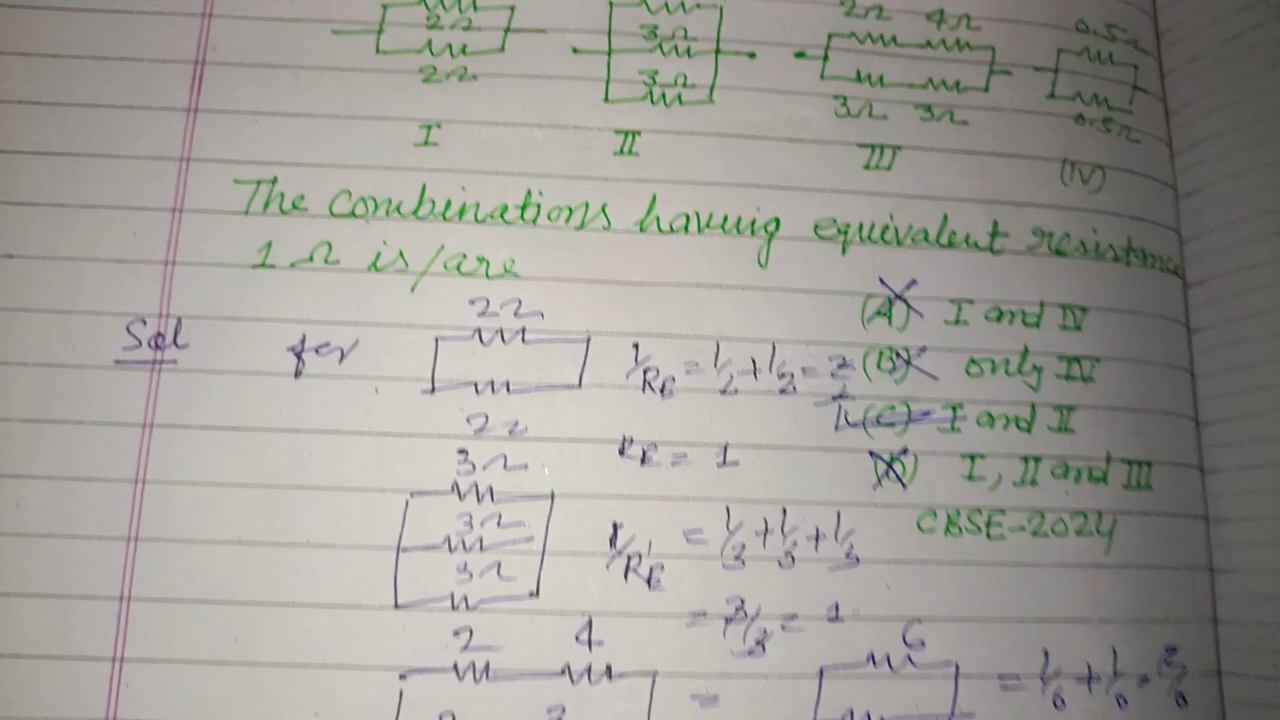 2Ω 3Ω 2Ω 4Ω 0.5Ω
2Ω 3Ω 3Ω 3Ω 0.5Ω
I II III (IV)
The combinations having equivalent resistance
1 Ω is/are
(A) I and IV
(B) only IV
(C) I and II
(D) I, II and III
CBSE-2024
Sol for 2Ω 1/RE = 1/2 + 1/2 = 2/2
2Ω
RE = 1
3Ω
3Ω 1/RE = 1/3 + 1/3 + 1/3
3Ω
= 3/3 = 1
2 4 6
= = 1/6 + 1/6 = 2/6